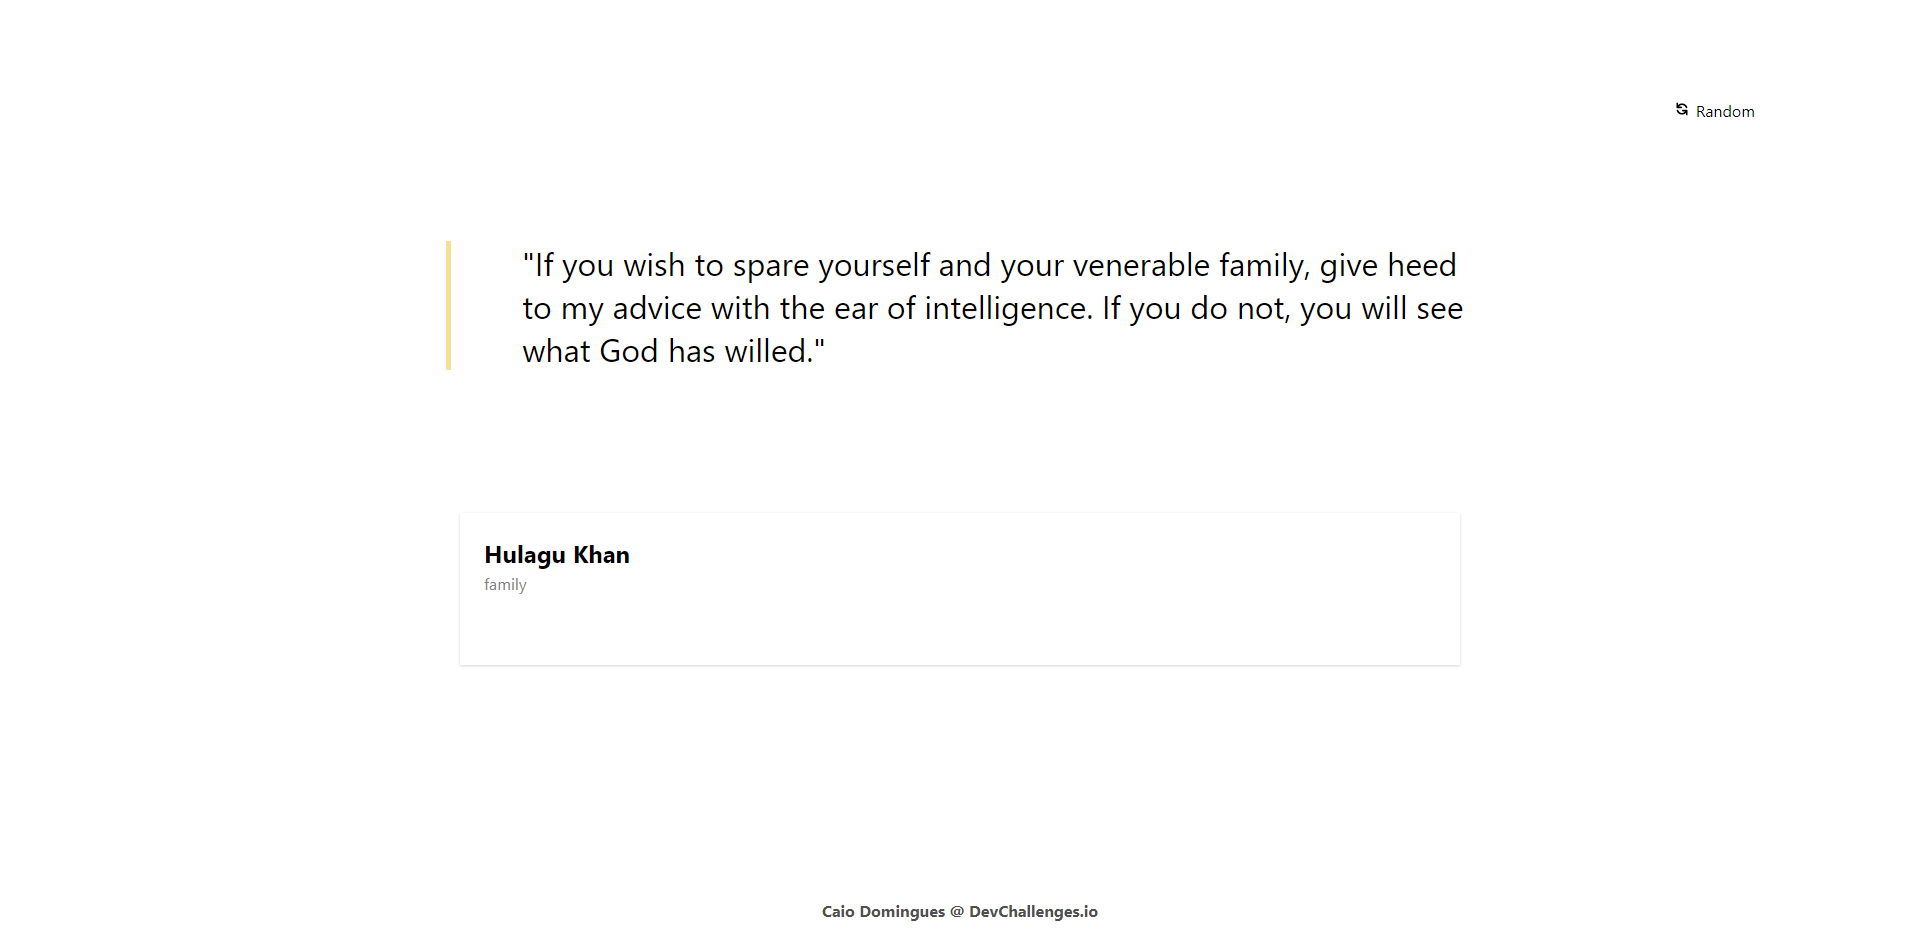 Random
"If you wish to spare yourself and your venerable family, give heed
to my advice with the ear of intelligence. If you do not, you will see
what God has willed."
Hulagu Khan
family
Caio Domingues @ DevChallenges.io